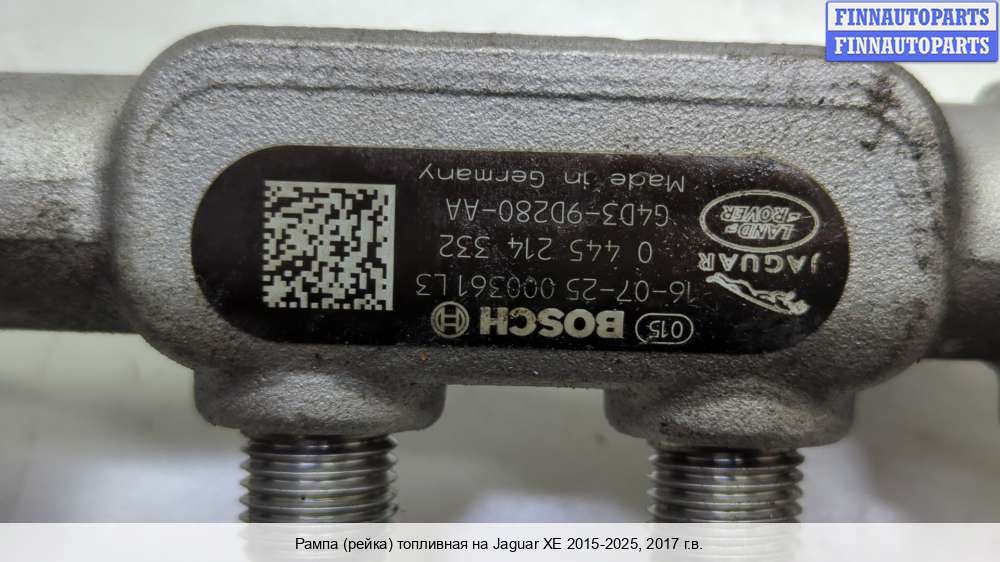 FINNAUTOPARTS
FINNAUTOPARTS
015 BOSCH
16-07-25 000361L3
0 445 214 332
G4D3-9D280-AA
Made in Germany
JAGUAR
LAND-
ROVER
Рампа (рейка) топливная на Jaguar XE 2015-2025, 2017 г.в.